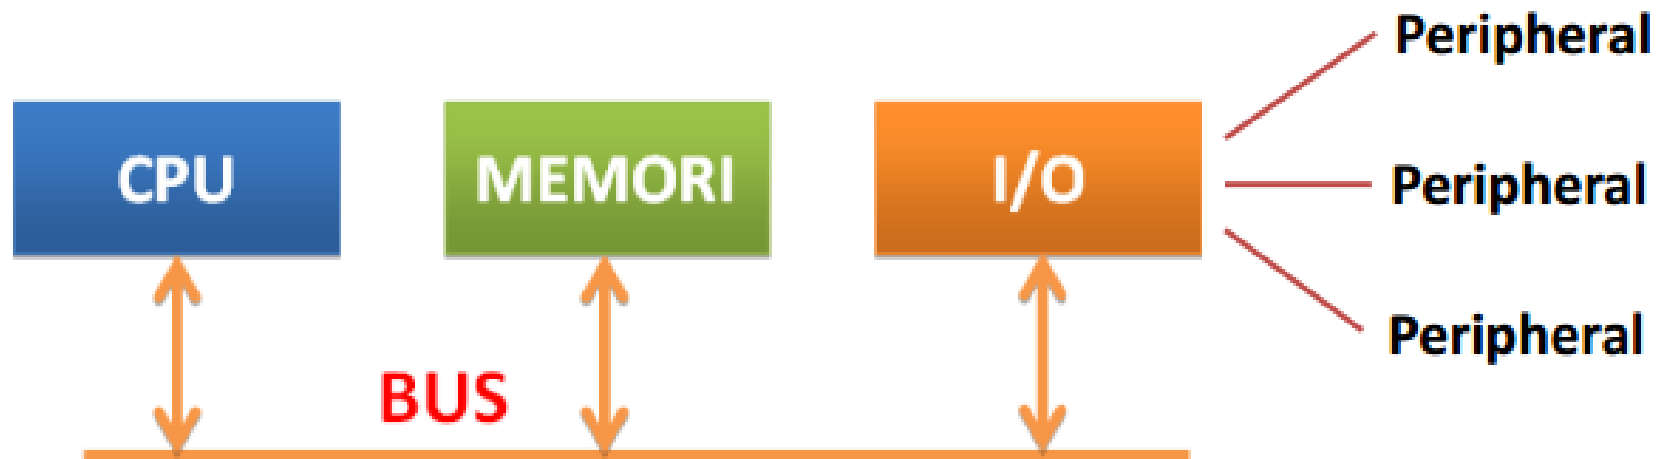 Peripheral
CPU
MEMORI
I/O
Peripheral
Peripheral
BUS